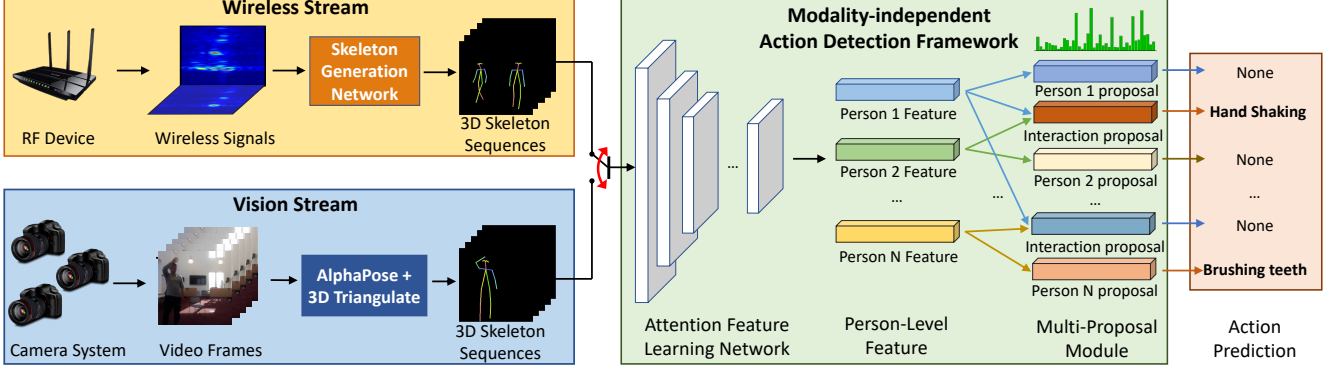 Wireless Stream
Skeleton
Generation
Network
RF Device
Wireless Signals
3D Skeleton
Sequences
Vision Stream
AlphaPose +
3D Triangulate
Camera System
Video Frames
3D Skeleton
Sequences
Modality-independent
Action Detection Framework
...
Attention Feature
Learning Network
Person 1 Feature
Person 2 Feature
...
Person N Feature
Person-Level
Feature
...
Person 1 proposal
Interaction proposal
Person 2 proposal
...
Interaction proposal
Person N proposal
Multi-Proposal
Module
None
Hand Shaking
None
...
None
Brushing teeth
Action
Prediction